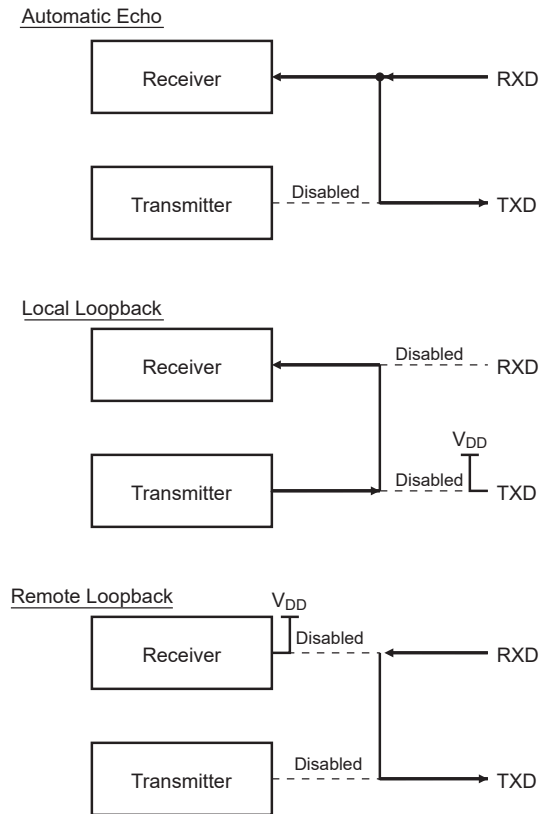 Automatic Echo
Receiver
RXD
Transmitter
Disabled
TXD
Local Loopback
Receiver
Disabled
RXD
VDD
Transmitter
Disabled
TXD
Remote Loopback
VDD
Receiver
Disabled
RXD
Transmitter
Disabled
TXD